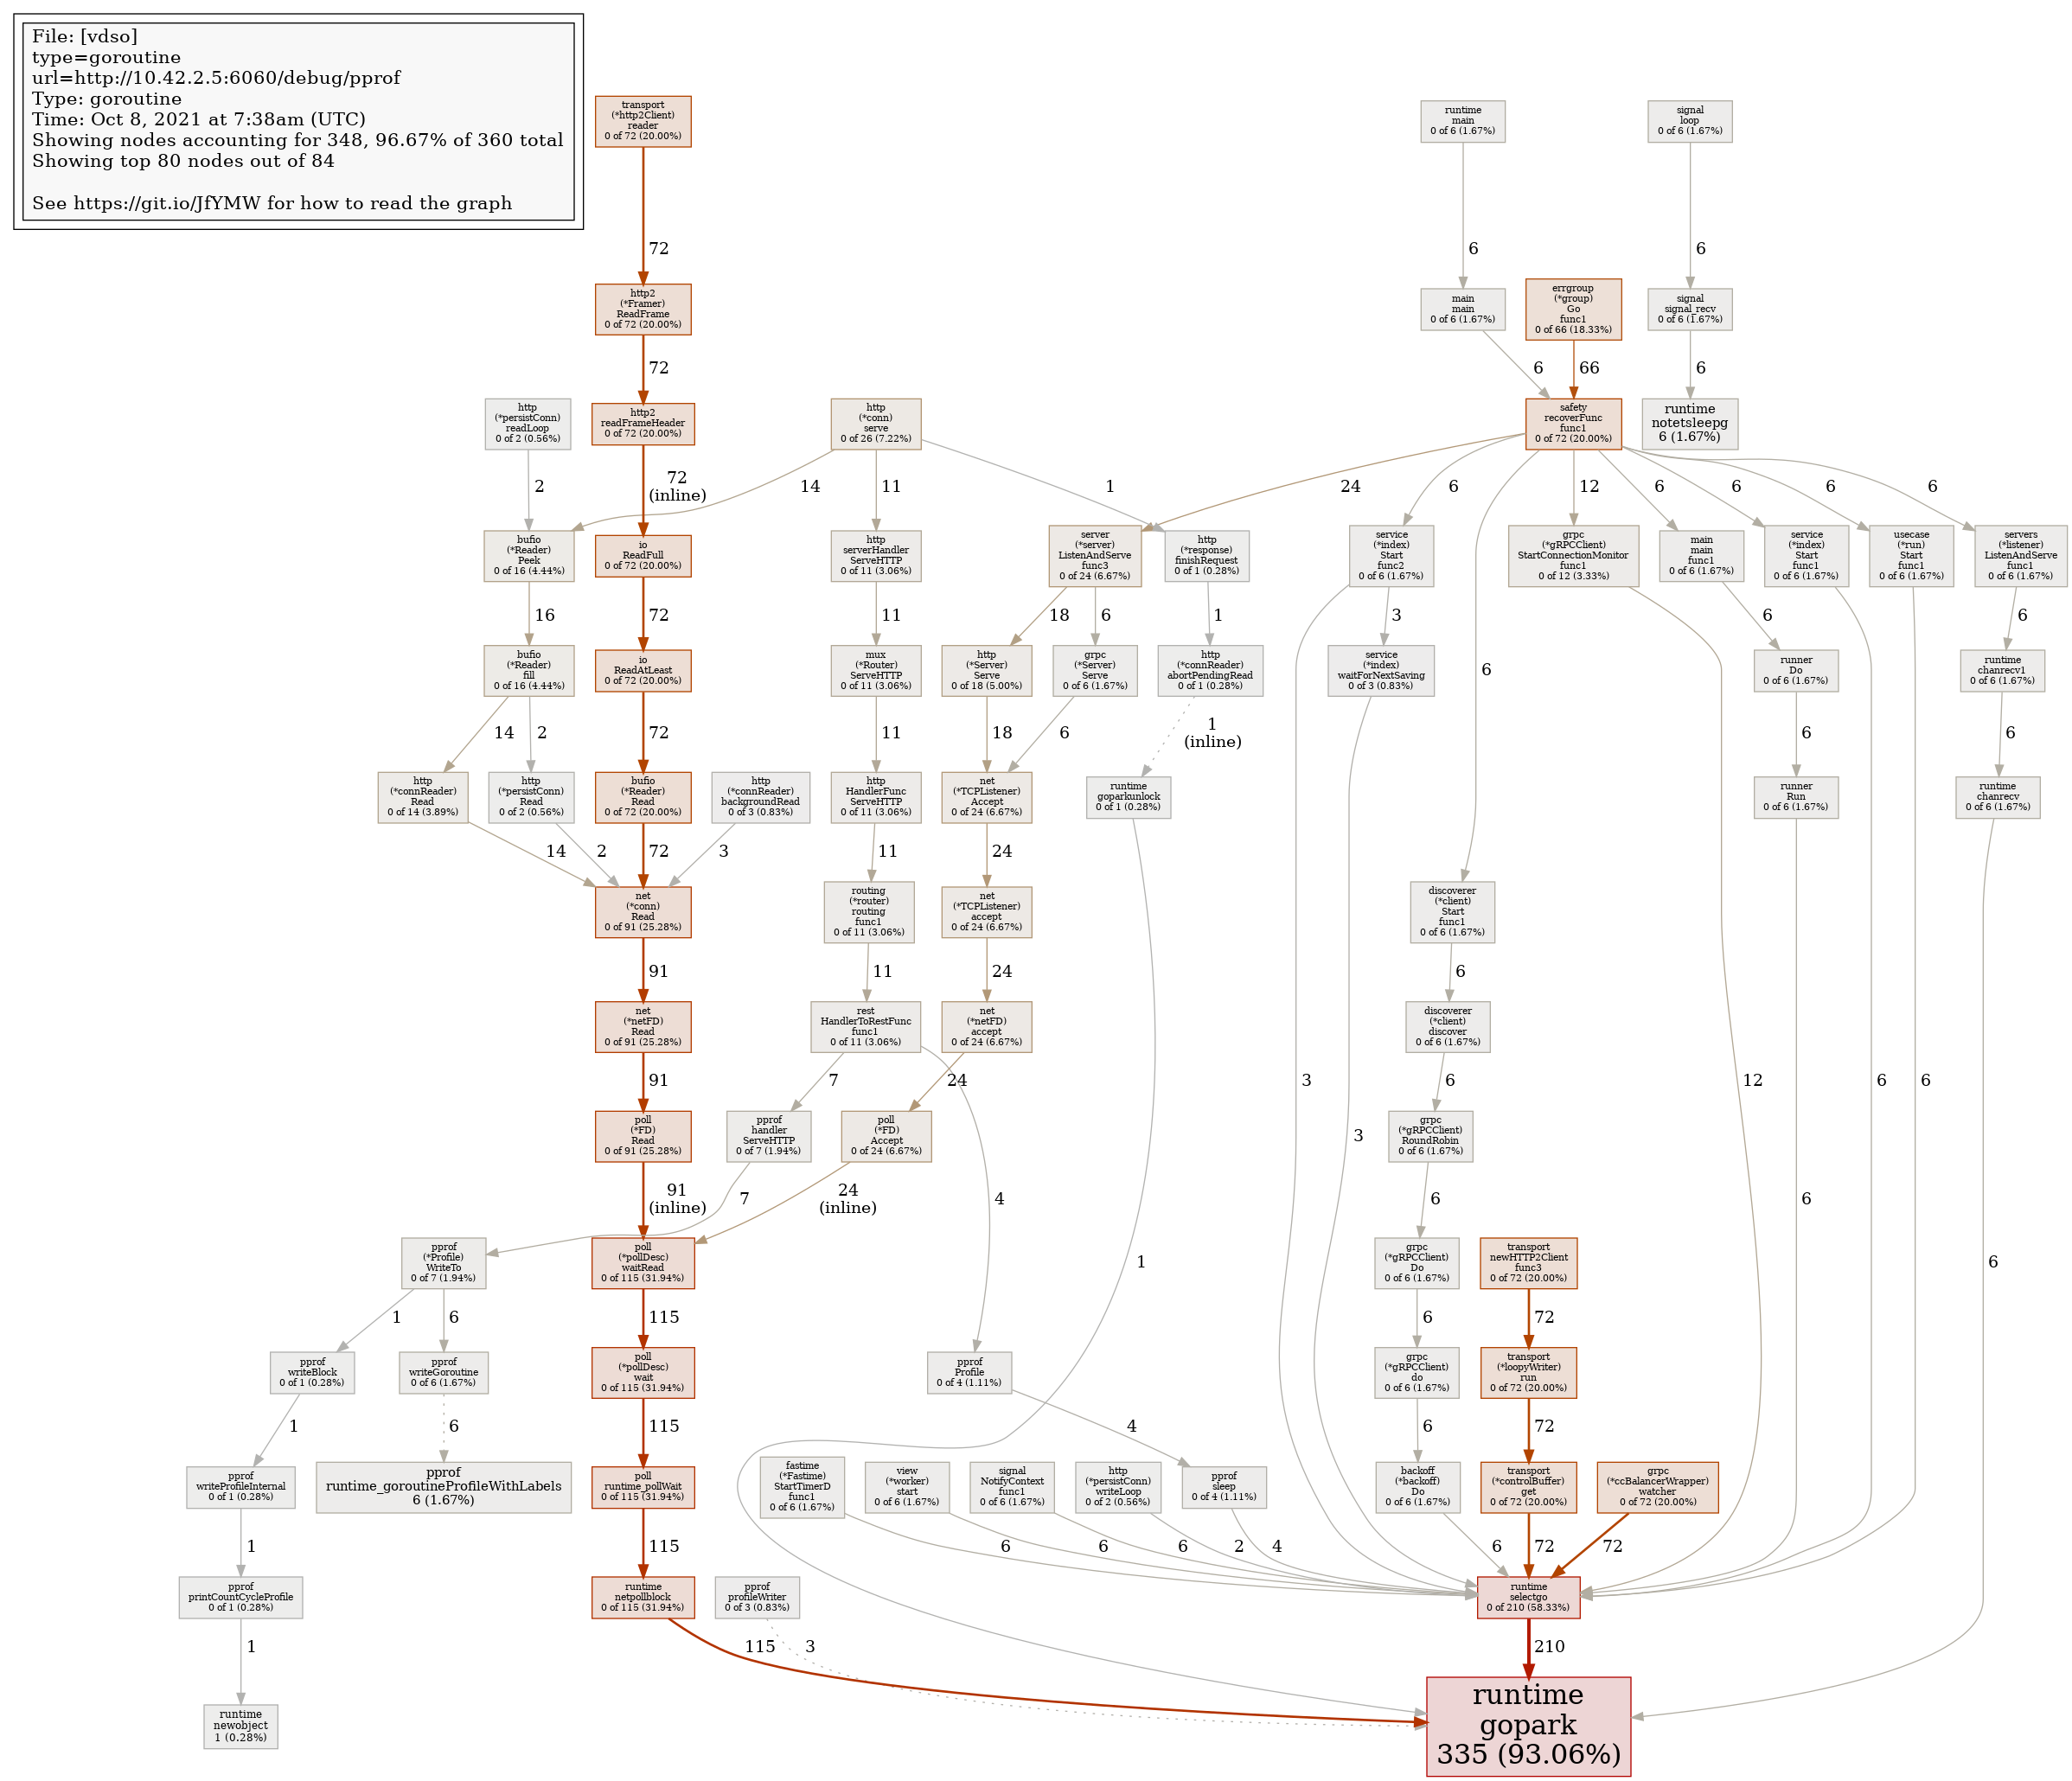 File: [vdso]
type=goroutine
url=http://10.42.2.5:6060/debug/pprof
Type: goroutine
Time: Oct 8, 2021 at 7:38am (UTC)
Showing nodes accounting for 348, 96.67% of 360 total
Showing top 80 nodes out of 84
See https://git.io/JfYMW for how to read the graph
transport
(*http2Client)
reader
0 of 72 (20.00%)
runtime
main
0 of 6 (1.67%)
signal
loop
0 of 6 (1.67%)
72
6
6
http2
(*Framer)
ReadFrame
0 of 72 (20.00%)
main
main
0 of 6 (1.67%)
errgroup
(*group)
Go
func1
0 of 66 (18.33%)
signal
signal_recv
0 of 6 (1.67%)
72
6
66
6
http
(*persistConn)
readLoop
0 of 2 (0.56%)
http2
readFrameHeader
0 of 72 (20.00%)
http
(*conn)
serve
0 of 26 (7.22%)
safety
recoverFunc
func1
0 of 72 (20.00%)
runtime
notetsleepg
6 (1.67%)
2
72
(inline)
14
11
1
24
6
12
6
6
6
6
bufio
(*Reader)
Peek
0 of 16 (4.44%)
io
ReadFull
0 of 72 (20.00%)
http
serverHandler
ServeHTTP
0 of 11 (3.06%)
server
(*server)
ListenAndServe
func3
0 of 24 (6.67%)
http
(*response)
finishRequest
0 of 1 (0.28%)
service
(*index)
Start
func2
0 of 6 (1.67%)
grpc
(*gRPCClient)
StartConnectionMonitor
func1
0 of 12 (3.33%)
main
main
func1
0 of 6 (1.67%)
service
(*index)
Start
func1
0 of 6 (1.67%)
usecase
(*run)
Start
func1
0 of 6 (1.67%)
servers
(*listener)
ListenAndServe
func1
0 of 6 (1.67%)
16
72
11
18
6
1
3
6
6
6
bufio
(*Reader)
fill
0 of 16 (4.44%)
io
ReadAtLeast
0 of 72 (20.00%)
mux
(*Router)
ServeHTTP
0 of 11 (3.06%)
http
(*Server)
Serve
0 of 18 (5.00%)
grpc
(*Server)
Serve
0 of 6 (1.67%)
http
(*connReader)
abortPendingRead
0 of 1 (0.28%)
service
(*index)
waitForNextSaving
0 of 3 (0.83%)
runner
Do
0 of 6 (1.67%)
runtime
chanrecv1
0 of 6 (1.67%)
14
2
72
11
18
6
1
(inline)
6
6
http
(*connReader)
Read
0 of 14 (3.89%)
http
(*persistConn)
Read
0 of 2 (0.56%)
bufio
(*Reader)
Read
0 of 72 (20.00%)
http
(*connReader)
backgroundRead
0 of 3 (0.83%)
http
HandlerFunc
ServeHTTP
0 of 11 (3.06%)
net
(*TCPListener)
Accept
0 of 24 (6.67%)
runtime
goparkunlock
0 of 1 (0.28%)
runner
Run
0 of 6 (1.67%)
runtime
chanrecv
0 of 6 (1.67%)
14
2
72
3
11
24
net
(*conn)
Read
0 of 91 (25.28%)
routing
(*router)
routing
func1
0 of 11 (3.06%)
net
(*TCPListener)
accept
0 of 24 (6.67%)
discoverer
(*client)
Start
func1
0 of 6 (1.67%)
91
11
24
6
net
(*netFD)
Read
0 of 91 (25.28%)
rest
HandlerToRestFunc
func1
0 of 11 (3.06%)
net
(*netFD)
accept
0 of 24 (6.67%)
discoverer
(*client)
discover
0 of 6 (1.67%)
91
7
24
3
6
12
6
6
poll
(*FD)
Read
0 of 91 (25.28%)
pprof
handler
ServeHTTP
0 of 7 (1.94%)
poll
(*FD)
Accept
0 of 24 (6.67%)
grpc
(*gRPCClient)
RoundRobin
0 of 6 (1.67%)
3
91
(inline)
7
24
(inline)
4
6
6
pprof
(*Profile)
WriteTo
0 of 7 (1.94%)
poll
(*pollDesc)
waitRead
0 of 115 (31.94%)
1
grpc
(*gRPCClient)
Do
0 of 6 (1.67%)
transport
newHTTP2Client
func3
0 of 72 (20.00%)
6
1
6
115
6
72
pprof
writeBlock
0 of 1 (0.28%)
pprof
writeGoroutine
0 of 6 (1.67%)
poll
(*pollDesc)
wait
0 of 115 (31.94%)
pprof
Profile
0 of 4 (1.11%)
grpc
(*gRPCClient)
do
0 of 6 (1.67%)
transport
(*loopyWriter)
run
0 of 72 (20.00%)
1
6
115
4
6
72
pprof
writeProfileInternal
0 of 1 (0.28%)
pprof
runtime_goroutineProfileWithLabels
6 (1.67%)
poll
runtime_pollWait
0 of 115 (31.94%)
fastime
(*Fastime)
StartTimerD
func1
0 of 6 (1.67%)
view
(*worker)
start
0 of 6 (1.67%)
signal
NotifyContext
func1
0 of 6 (1.67%)
http
(*persistConn)
writeLoop
0 of 2 (0.56%)
pprof
sleep
0 of 4 (1.11%)
backoff
(*backoff)
Do
0 of 6 (1.67%)
transport
(*controlBuffer)
get
0 of 72 (20.00%)
grpc
(*ccBalancerWrapper)
watcher
0 of 72 (20.00%)
1
115
6
6
6
2
4
6
72
72
pprof
printCountCycleProfile
0 of 1 (0.28%)
runtime
netpollblock
0 of 115 (31.94%)
pprof
profileWriter
0 of 3 (0.83%)
runtime
selectgo
0 of 210 (58.33%)
1
115
3
210
runtime
newobject
1 (0.28%)
runtime
gopark
335 (93.06%)